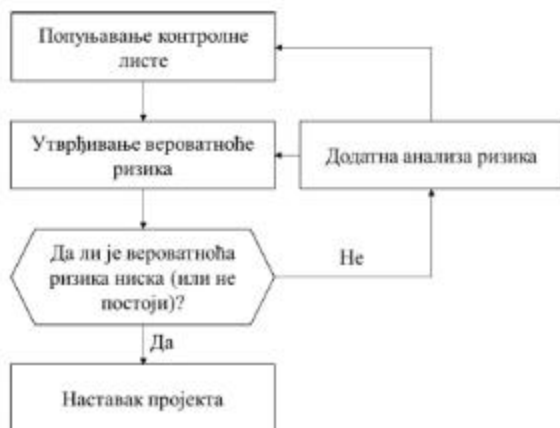 Попуњавање контролне
листе
Утврђивање вероватноће
ризика
Додатна анализа ризика
Да ли је вероватноћа
ризика ниска (или не
постоји)?
Не
Да
Наставак пројекта